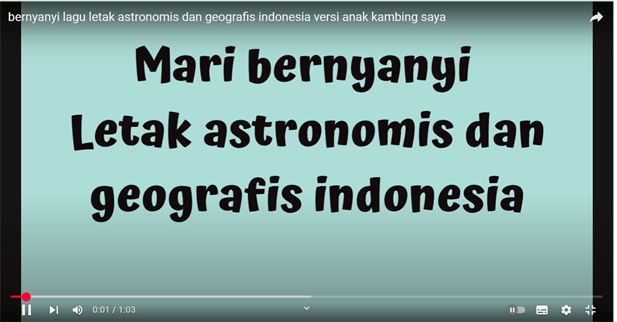 bernyanyi lagu letak astronomis dan geografis indonesia versi anak kambing saya
Mari bernyanyi
Letak astronomis dan
geografis indonesia
0:01 / 1:03